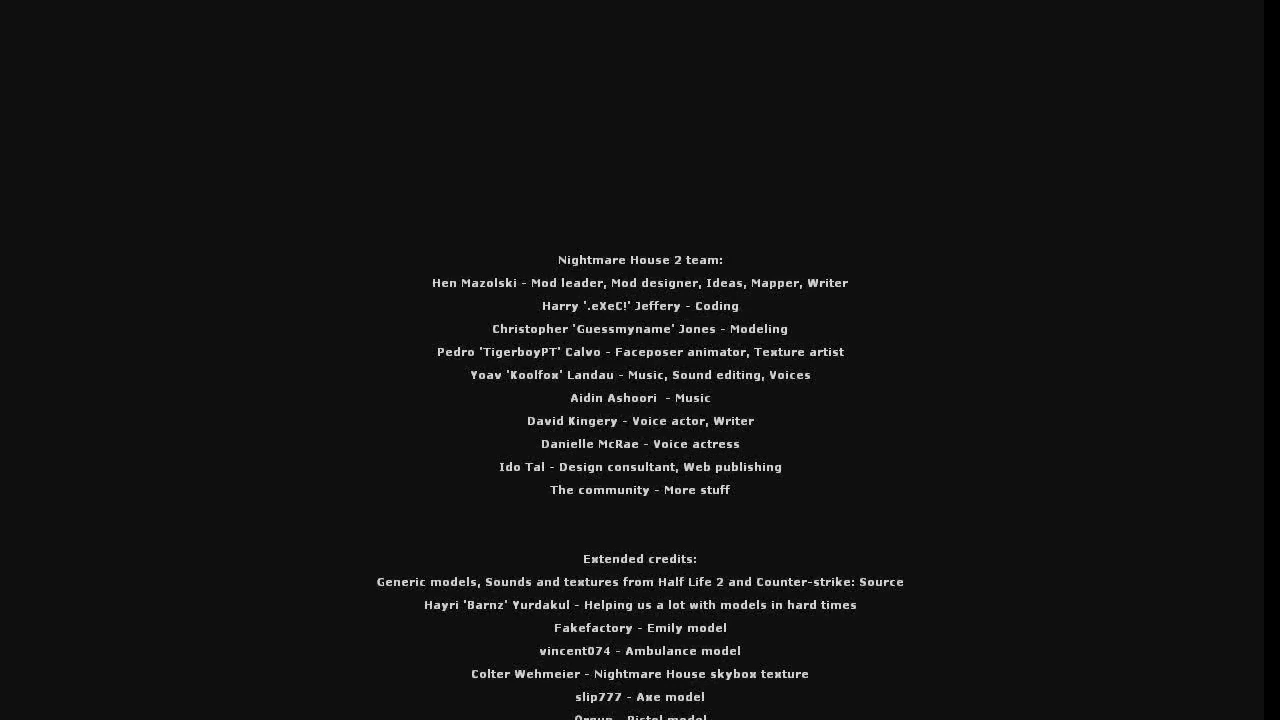 Nightmare House 2 team:
Hen Mazolski - Mod leader, Mod designer, Ideas, Mapper, Writer
Harry '.eXeC!' Jeffery - Coding
Christopher 'Guessmyname' Jones - Modeling
Pedro 'TigerboyPT' Calvo - Faceposer animator, Texture artist
Yoav 'Koolfox' Landau - Music, Sound editing, Voices
Aidin Ashoori  - Music
David Kingery - Voice actor, Writer
Danielle McRae - Voice actress
Ido Tal - Design consultant, Web publishing
The community - More stuff
Extended credits:
Generic models, Sounds and textures from Half Life 2 and Counter-strike: Source
Hayri 'Barnz' Yurdakul - Helping us a lot with models in hard times
Fakefactory - Emily model
vincent074 - Ambulance model
Colter Wehmeier - Nightmare House skybox texture
slip777 - Axe model
- Pistol model